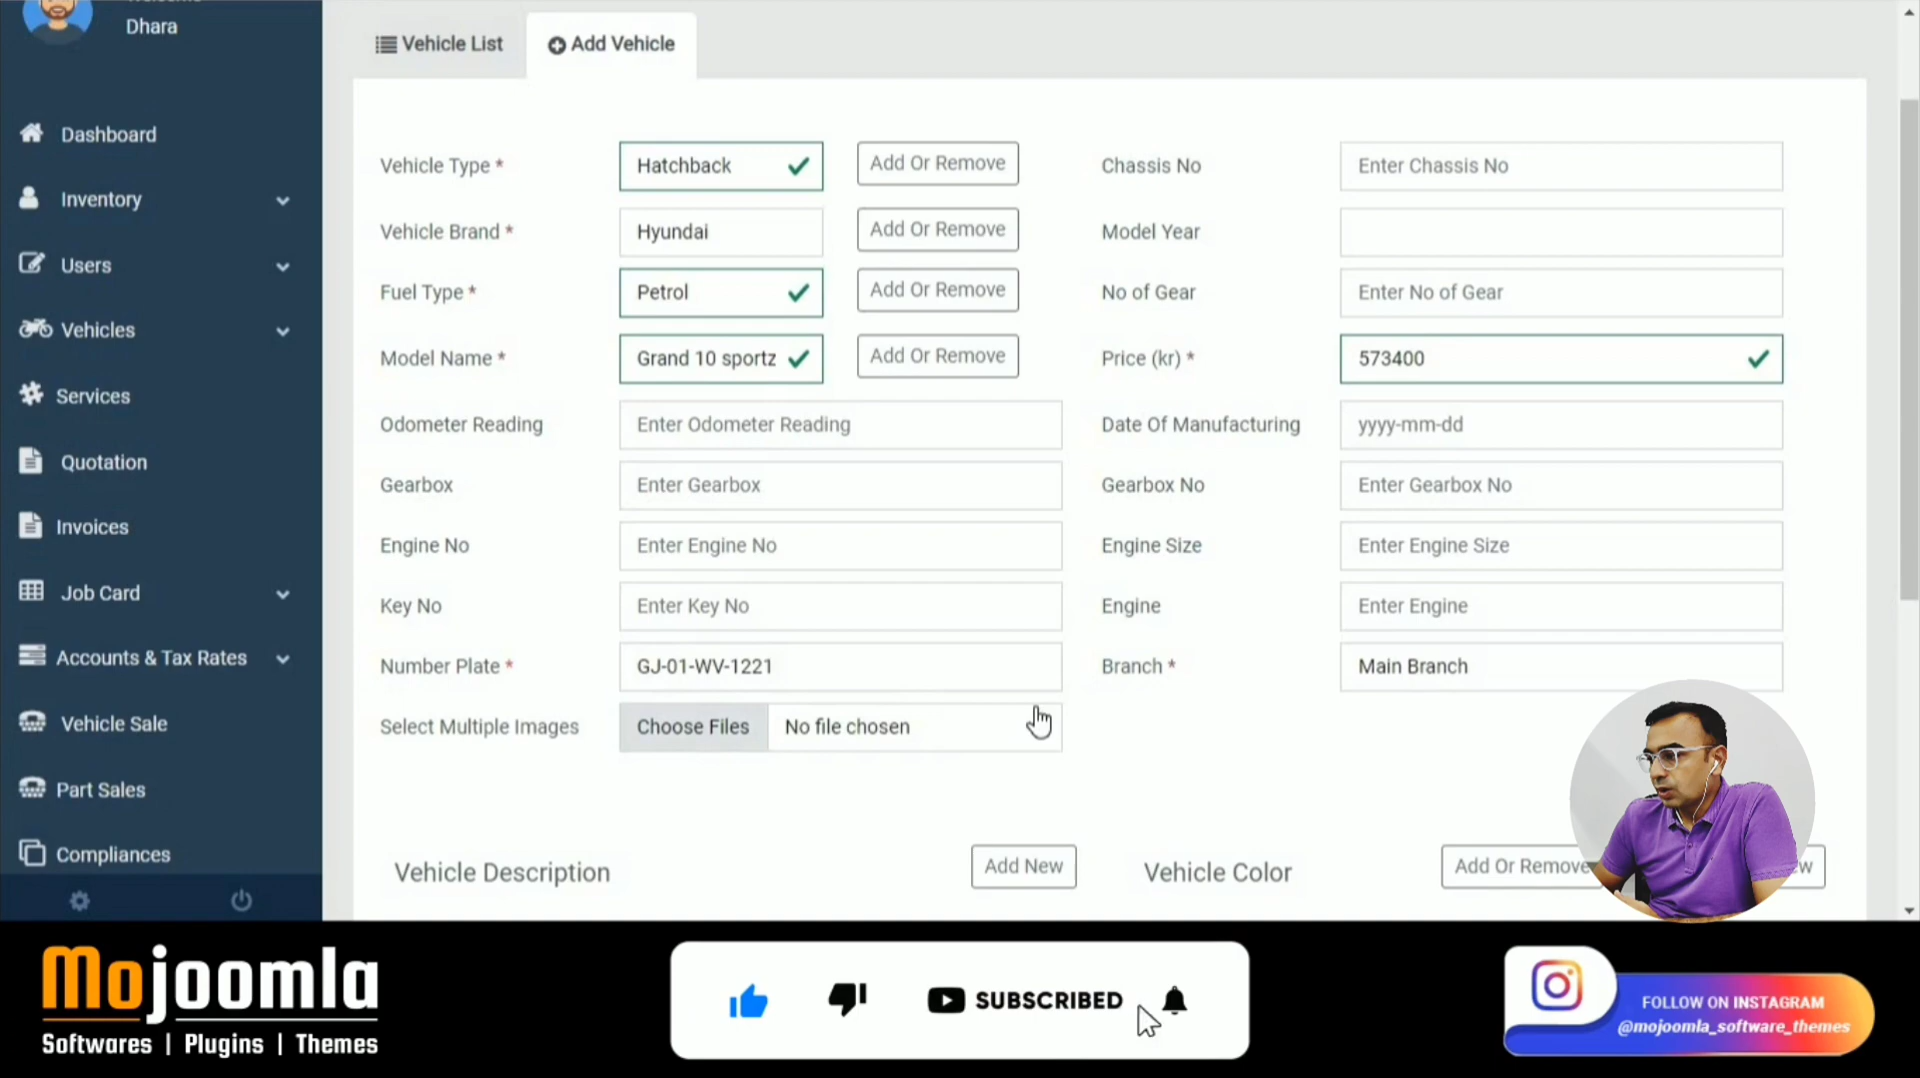 Dhara
Dashboard
Inventory
Users
Vehicles
Services
Quotation
Invoices
Job Card
Accounts & Tax Rates
Vehicle Sale
Part Sales
Compliances
Vehicle List
Add Vehicle
Vehicle Type * Hatchback Add Or Remove Chassis No Enter Chassis No
Vehicle Brand * Hyundai Add Or Remove Model Year
Fuel Type * Petrol Add Or Remove No of Gear Enter No of Gear
Model Name * Grand 10 sportz Add Or Remove Price (kr) * 573400
Odometer Reading Enter Odometer Reading Date Of Manufacturing yyyy-mm-dd
Gearbox Enter Gearbox Gearbox No Enter Gearbox No
Engine No Enter Engine No Engine Size Enter Engine Size
Key No Enter Key No Engine Enter Engine
Number Plate * GJ-01-WV-1221 Branch * Main Branch
Select Multiple Images Choose Files No file chosen
Vehicle Description Add New Vehicle Color Add Or Remove
Mojoomla
Softwares | Plugins | Themes
SUBSCRIBED
FOLLOW ON INSTAGRAM
@mojoomla_software_themes